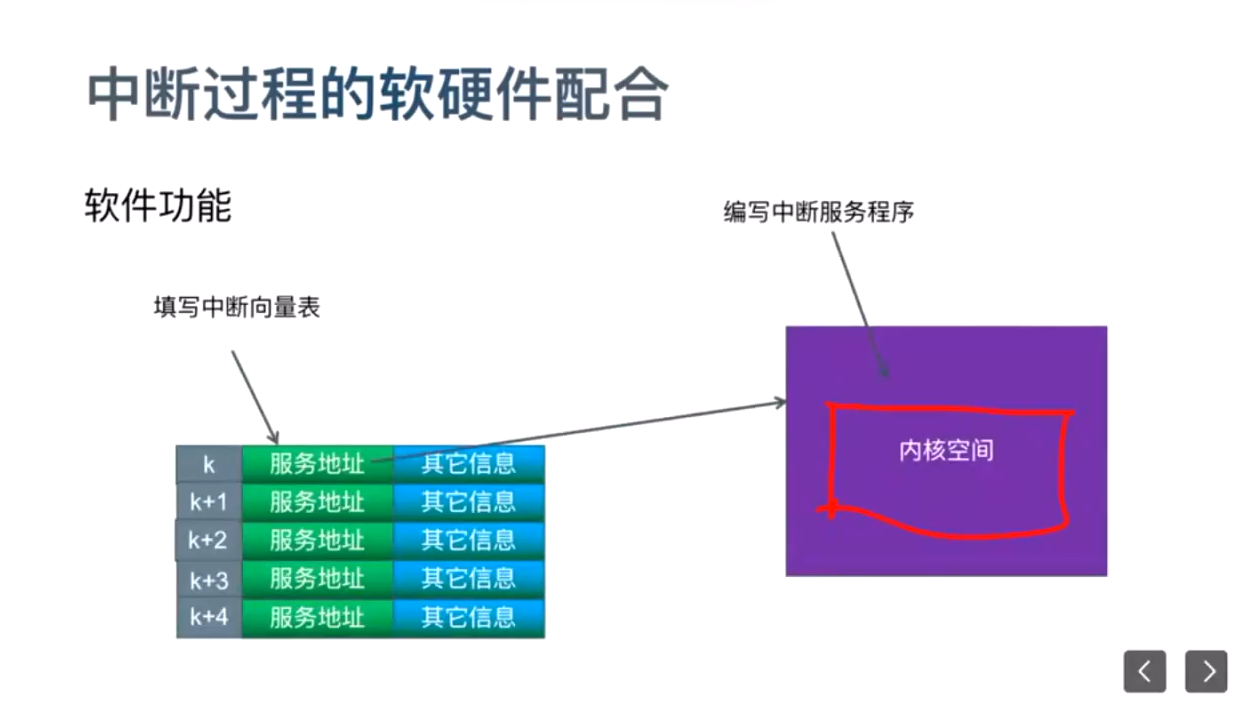 中断过程的软硬件配合
软件功能
编写中断服务程序
填写中断向量表
内核空间
k 服务地址 其它信息
k+1 服务地址 其它信息
k+2 服务地址 其它信息
k+3 服务地址 其它信息
k+4 服务地址 其它信息